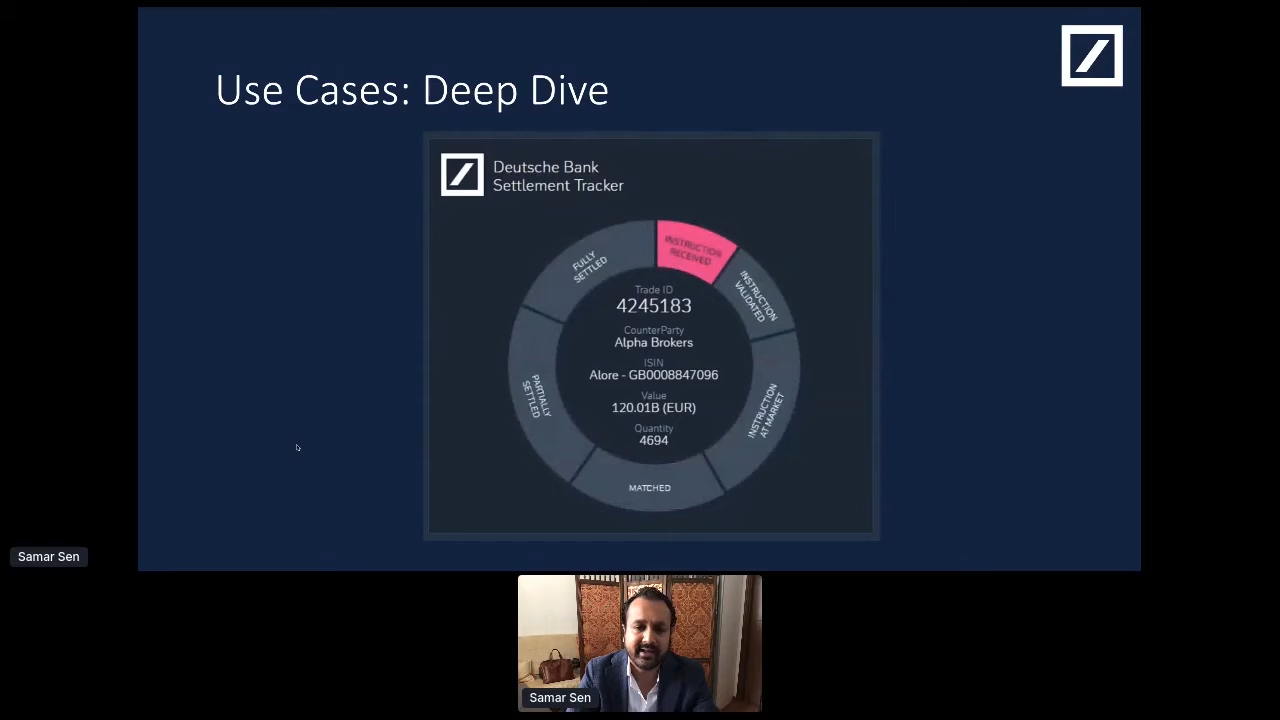 Use Cases: Deep Dive
Deutsche Bank
Settlement Tracker
INSTRUCTION
RECEIVED
INSTRUCTION
VALIDATED
INSTRUCTION
AT MARKET
MATCHED
PARTIALLY
SETTLED
FULLY
SETTLED
Trade ID
4245183
CounterParty
Alpha Brokers
ISIN
Alore - GB0008847096
Value
120.01B (EUR)
Quantity
4694
Samar Sen
Samar Sen